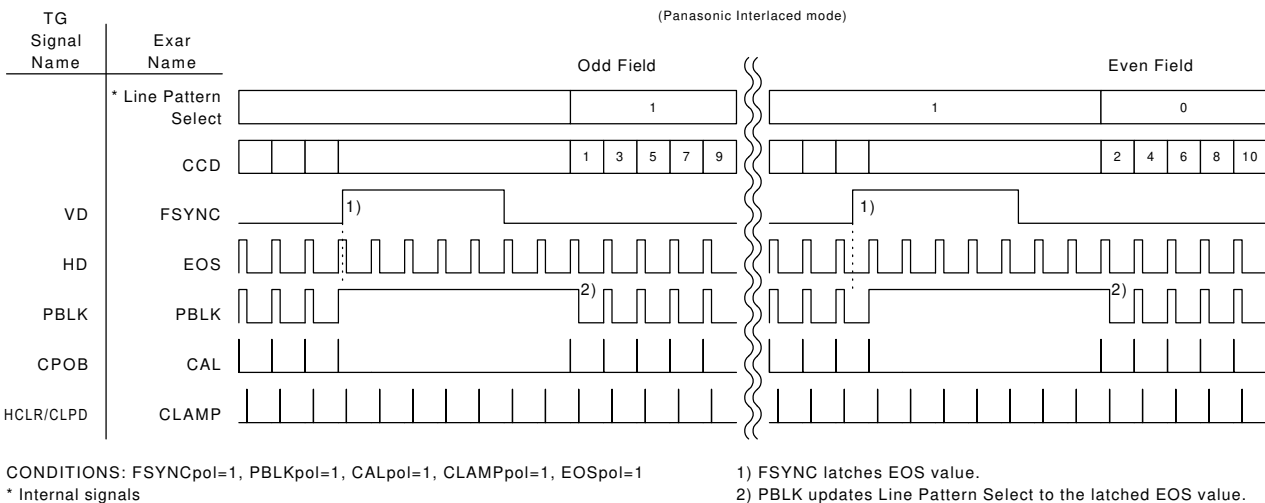 (Panasonic Interlaced mode)
TG
Signal
Name
Exar
Name
Odd Field
Even Field
* Line Pattern
Select
1
1
0
CCD
1 3 5 7 9
2 4 6 8 10
VD FSYNC 1) 1)
HD EOS
PBLK PBLK 2) 2)
CPOB CAL
HCLR/CLPD CLAMP
CONDITIONS: FSYNCpol=1, PBLKpol=1, CALpol=1, CLAMPpol=1, EOSpol=1
* Internal signals
1) FSYNC latches EOS value.
2) PBLK updates Line Pattern Select to the latched EOS value.